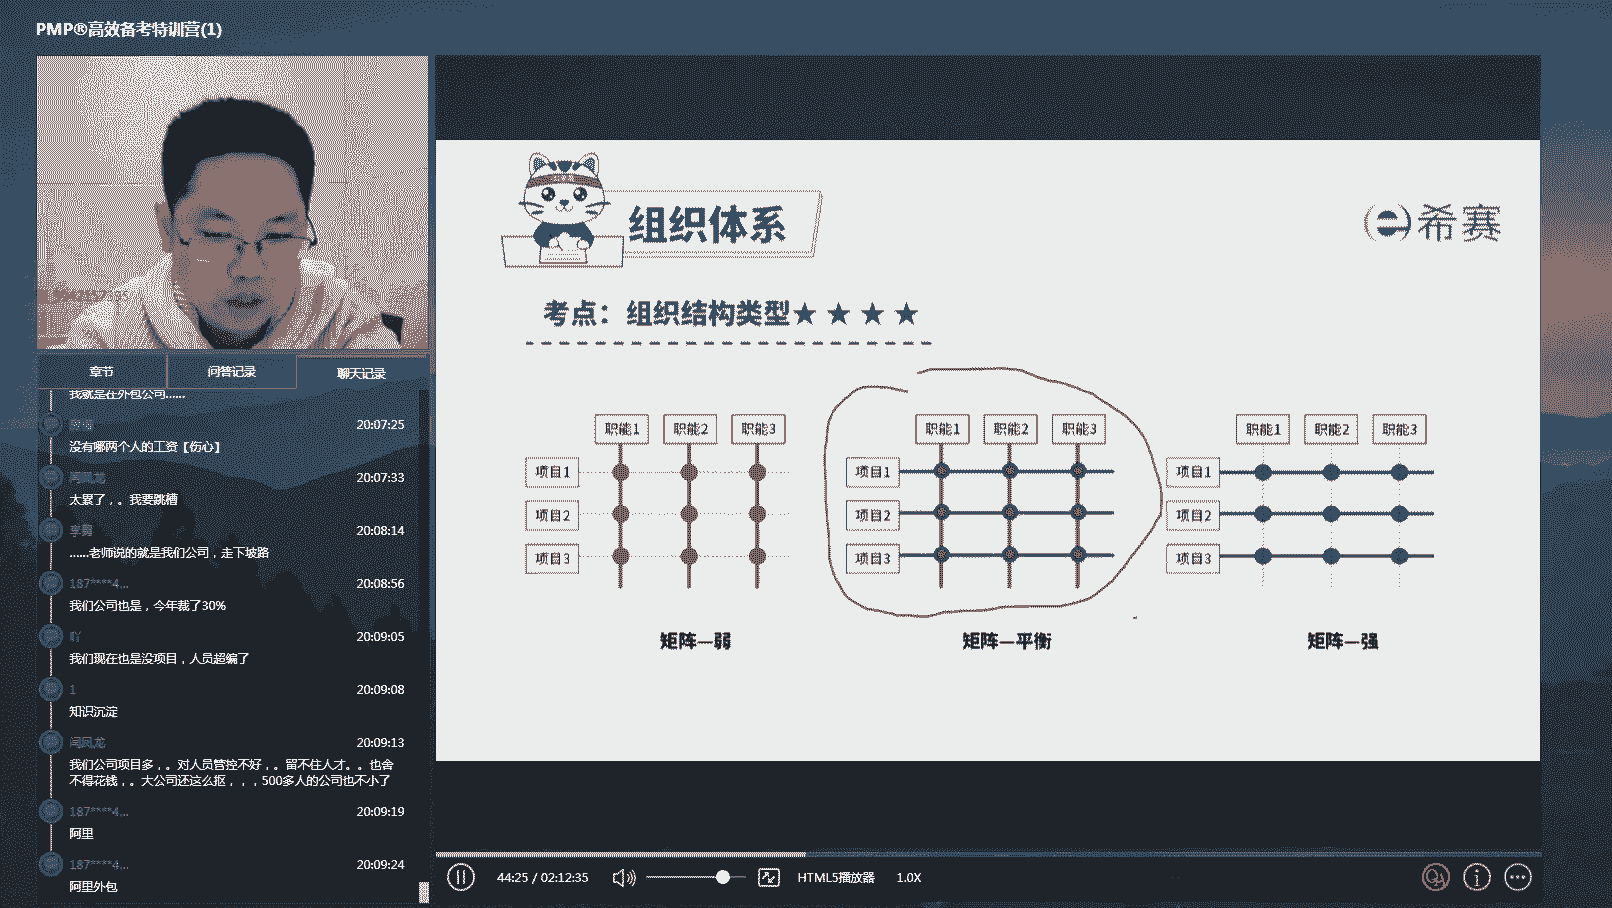 PMP®高效备考特训营(1)
章节
问答记录
聊天记录
我就是在外包公司......
20:07:25
没有哪两个人的工资【伤心】
闫凤龙
20:07:33
太累了，。我要跳槽
20:08:14
......老师说的就是我们公司，走下坡路
187****4...
20:08:56
我们公司也是，今年裁了30%
吖
20:09:05
我们现在也是没项目，人员超编了
1
20:09:08
知识沉淀
闫凤龙
20:09:13
我们公司项目多，。对人员管控不好，。留不住人才。。也舍
不得花钱，。大公司还这么抠，，，500多人的公司也不小了
187****4...
20:09:19
阿里
187****4...
20:09:24
阿里外包
组织体系
希赛
考点：组织结构类型★ ★ ★ ★
职能1
职能2
职能3
项目1
项目2
项目3
矩阵—弱
职能1
职能2
职能3
项目1
项目2
项目3
矩阵—平衡
职能1
职能2
职能3
项目1
项目2
项目3
矩阵—强
44:25 / 02:12:35
HTML5播放器
1.0X